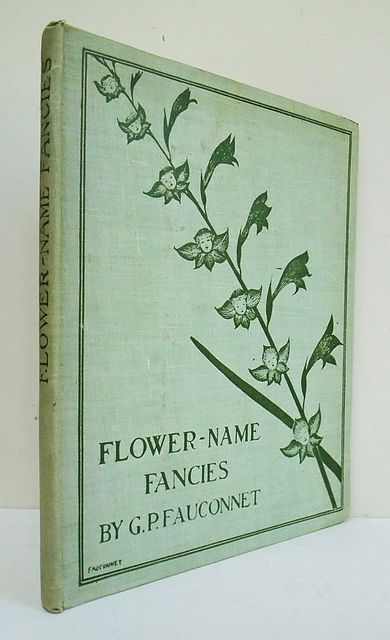 FLOWER-NAME FANCIES
FLOWER-NAME
FANCIES
BY G.P. FAUCONNET
FAUCONNET